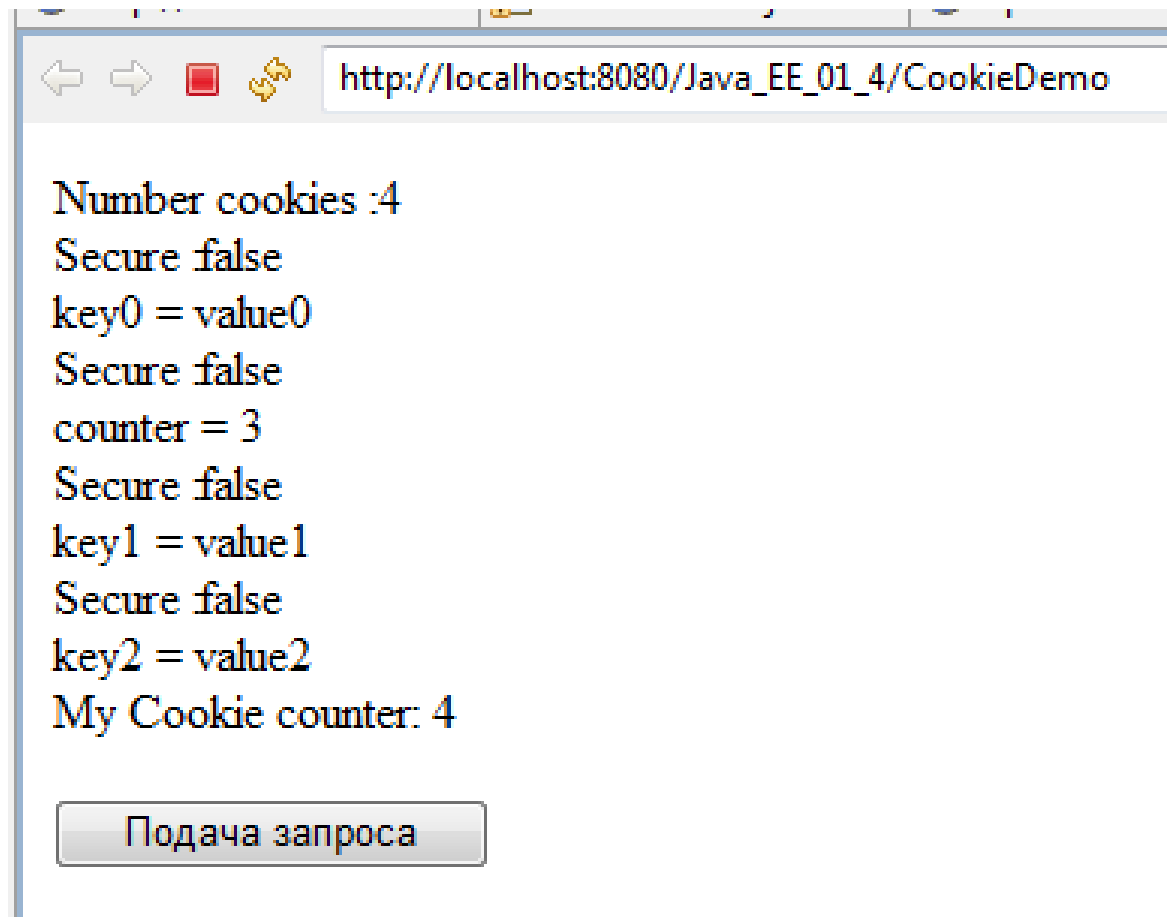 http://localhost:8080/Java_EE_01_4/CookieDemo
Number cookies :4
Secure :false
key0 = value0
Secure :false
counter = 3
Secure :false
key1 = value1
Secure :false
key2 = value2
My Cookie counter: 4
Подача запроса